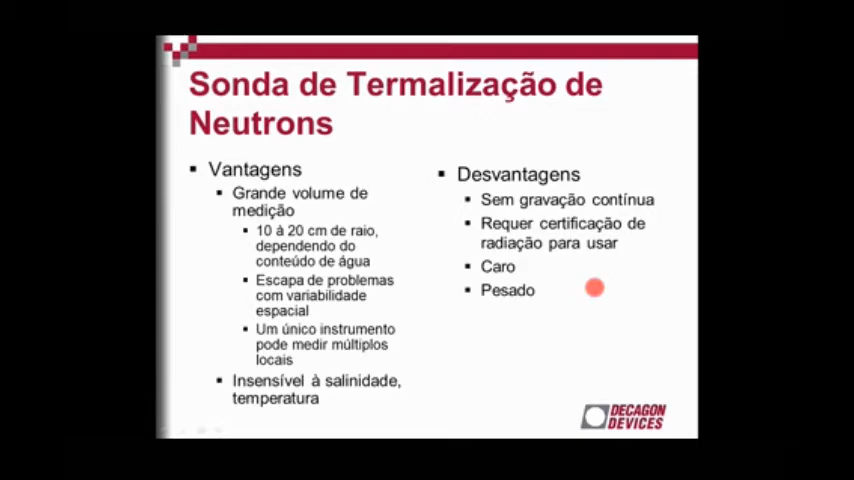 Sonda de Termalização de
Neutrons
Vantagens
Grande volume de
medição
10 à 20 cm de raio,
dependendo do
conteúdo de água
Escapa de problemas
com variabilidade
espacial
Um único instrumento
pode medir múltiplos
locais
Insensível à salinidade,
temperatura
Desvantagens
Sem gravação contínua
Requer certificação de
radiação para usar
Caro
Pesado
DECAGON
DEVICES